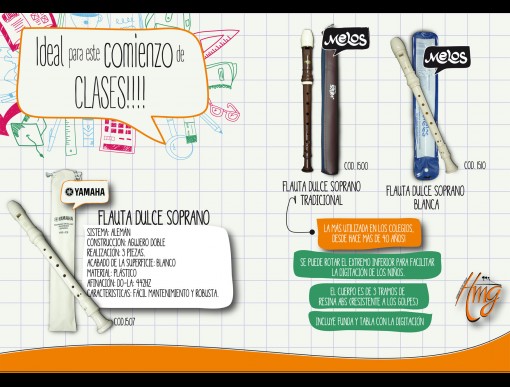 Ideal para este comienzo de
CLASES!!!!
YAMAHA
FLAUTA DULCE SOPRANO
SISTEMA: ALEMÁN
CONSTRUCCIÓN: AGUJERO DOBLE
REALIZACIÓN: 3 PIEZAS.
ACABADO DE LA SUPERFICIE: BLANCO
MATERIAL: PLÁSTICO
AFINACIÓN: DO-LA: 442HZ
CARACTERÍSTICAS: FACIL MANTENIMIENTO Y ROBUSTA.
COD.1507
Melos
COD. 1500
FLAUTA DULCE SOPRANO
TRADICIONAL
Melos
COD. 1510
FLAUTA DULCE SOPRANO
BLANCA
LA MÁS UTILIZADA EN LOS COLEGIOS,
DESDE HACE MÁS DE 40 AÑOS!
SE PUEDE ROTAR EL EXTREMO INFERIOR PARA FACILITAR
LA DIGITACIÓN DE LOS NIÑOS.
EL CUERPO ES DE 3 TRAMOS DE
RESINA ABS (RESISTENTE A LOS GOLPES)
INCLUYE FUNDA Y TABLA CON LA DIGITACIÓN
Hmg